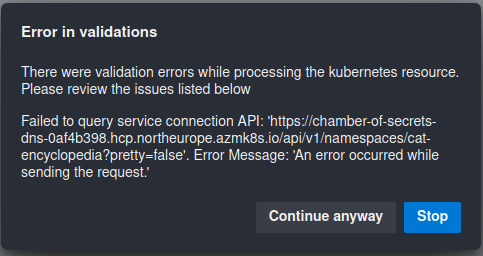 Error in validations
There were validation errors while processing the kubernetes resource.
Please review the issues listed below
Failed to query service connection API: 'https://chamber-of-secrets-
dns-0af4b398.hcp.northeurope.azmk8s.io/api/v1/namespaces/cat-
encyclopedia?pretty=false'. Error Message: 'An error occurred while
sending the request.'
Continue anyway
Stop